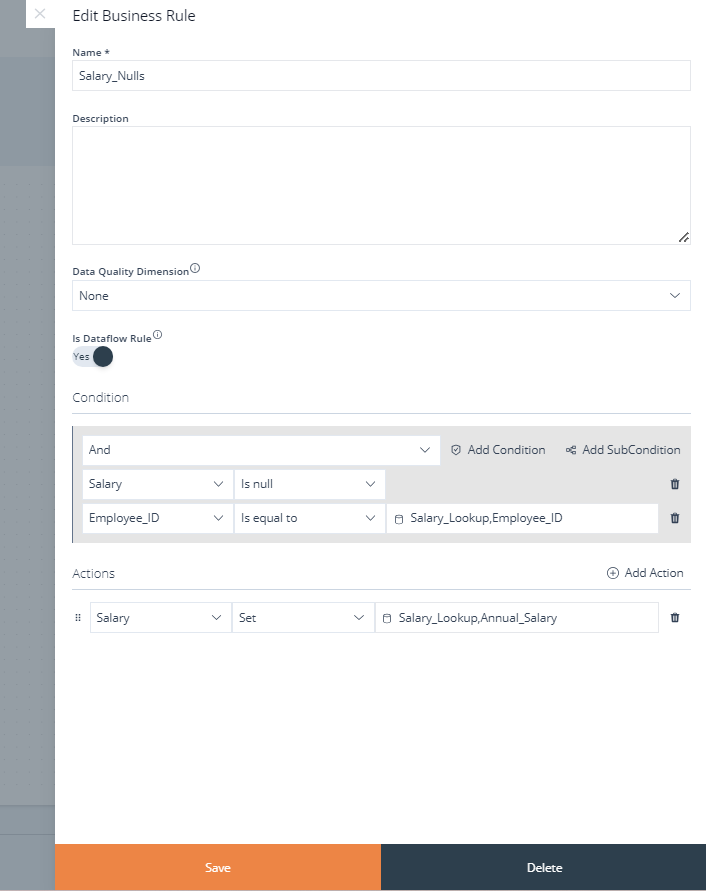 Edit Business Rule
Name *
Salary_Nulls
Description
Data Quality Dimension
None
Is Dataflow Rule
Yes
Condition
And Add Condition Add SubCondition
Salary Is null
Employee_ID Is equal to Salary_Lookup,Employee_ID
Actions Add Action
Salary Set Salary_Lookup,Annual_Salary
Save Delete